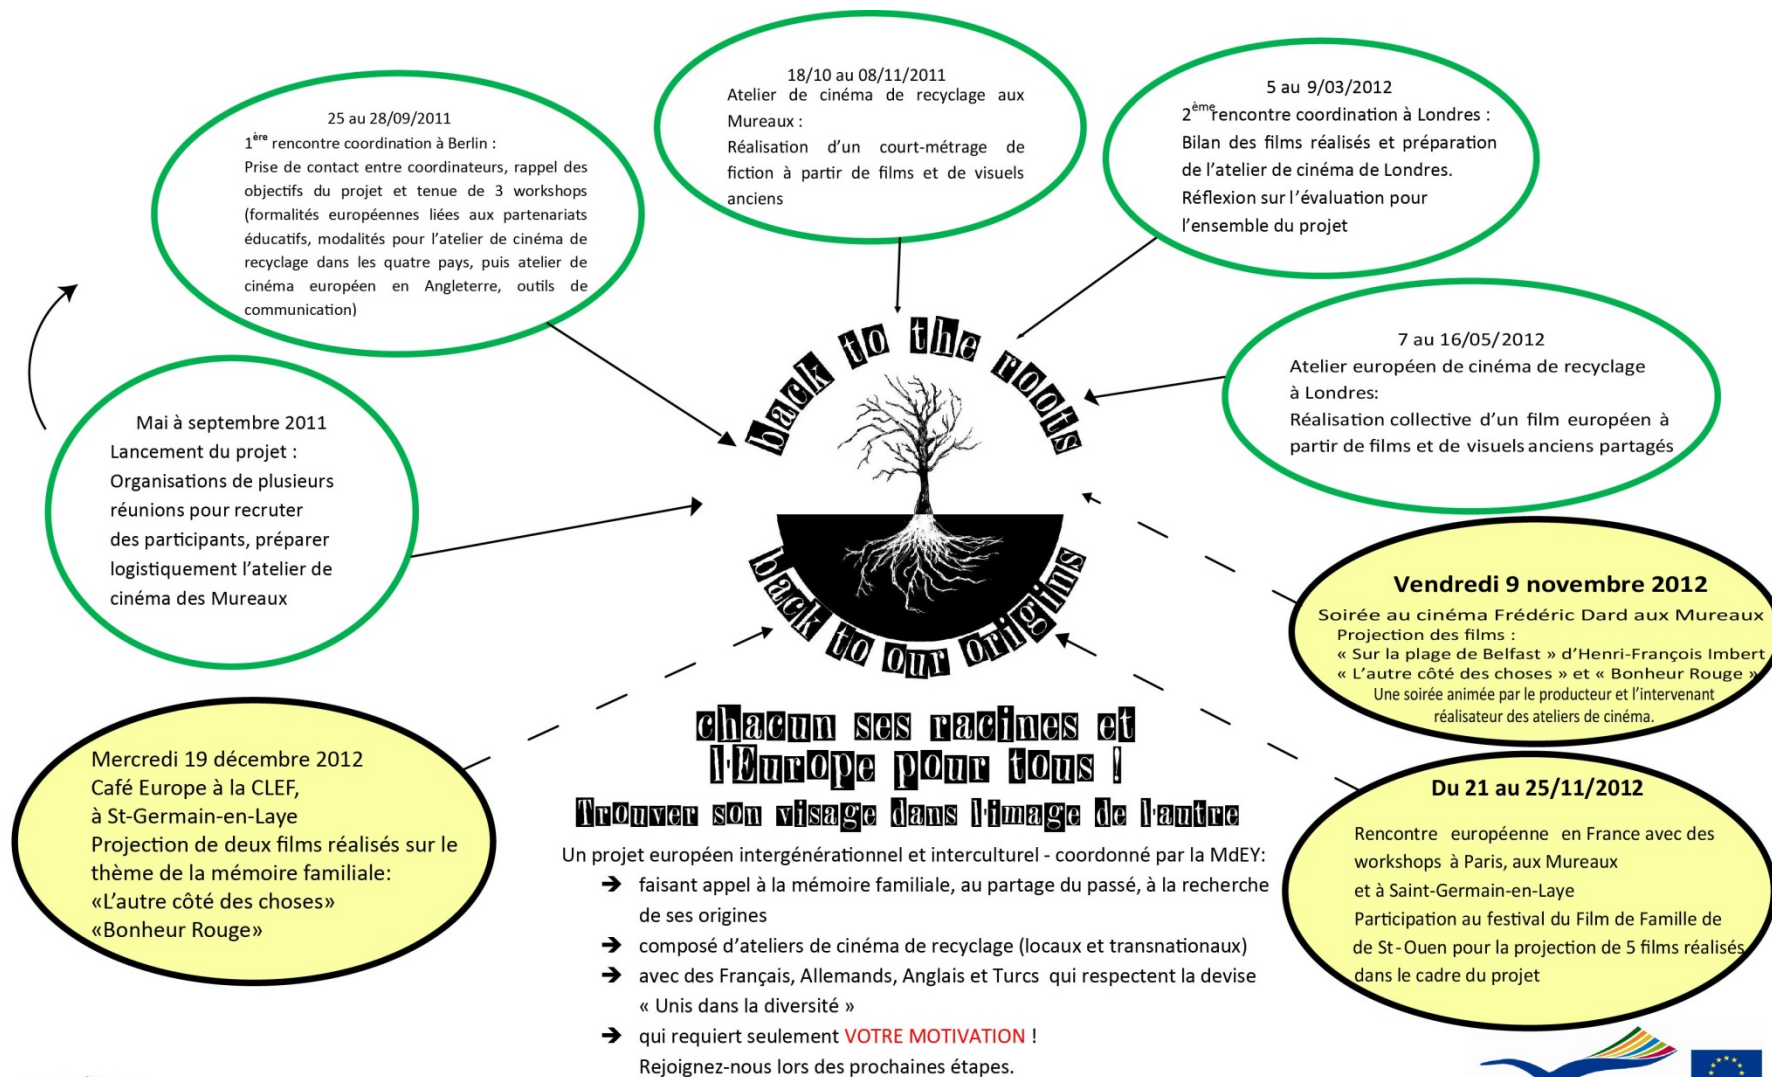 Mai à septembre 2011
Lancement du projet :
Organisations de plusieurs
réunions pour recruter
des participants, préparer
logistiquement l'atelier de
cinéma des Mureaux
25 au 28/09/2011
1ère rencontre coordination à Berlin :
Prise de contact entre coordinateurs, rappel des
objectifs du projet et tenue de 3 workshops
(formalités européennes liées aux partenariats
éducatifs, modalités pour l'atelier de cinéma de
recyclage dans les quatre pays, puis atelier de
cinéma européen en Angleterre, outils de
communication)
18/10 au 08/11/2011
Atelier de cinéma de recyclage aux
Mureaux :
Réalisation d'un court-métrage de
fiction à partir de films et de visuels
anciens
5 au 9/03/2012
2ème rencontre coordination à Londres :
Bilan des films réalisés et préparation
de l'atelier de cinéma de Londres.
Réflexion sur l'évaluation pour
l'ensemble du projet
7 au 16/05/2012
Atelier européen de cinéma de recyclage
à Londres:
Réalisation collective d'un film européen à
partir de films et de visuels anciens partagés
Vendredi 9 novembre 2012
Soirée au cinéma Frédéric Dard aux Mureaux
Projection des films :
« Sur la plage de Belfast » d'Henri-François Imbert
« L'autre côté des choses » et « Bonheur Rouge »
Une soirée animée par le producteur et l'intervenant
réalisateur des ateliers de cinéma.
Du 21 au 25/11/2012
Rencontre européenne en France avec des
workshops à Paris, aux Mureaux
et à Saint-Germain-en-Laye
Participation au festival du Film de Famille de
de St-Ouen pour la projection de 5 films réalisés
dans le cadre du projet
Mercredi 19 décembre 2012
Café Europe à la CLEF,
à St-Germain-en-Laye
Projection de deux films réalisés sur le
thème de la mémoire familiale:
«L'autre côté des choses»
«Bonheur Rouge»
back to the roots
back to our origins
chacun ses racines et
l'Europe pour tous !
Trouver son visage dans l'image de l'autre
Un projet européen intergénérationnel et interculturel - coordonné par la MdEY:
➔ faisant appel à la mémoire familiale, au partage du passé, à la recherche
de ses origines
➔ composé d'ateliers de cinéma de recyclage (locaux et transnationaux)
➔ avec des Français, Allemands, Anglais et Turcs qui respectent la devise
« Unis dans la diversité »
➔ qui requiert seulement VOTRE MOTIVATION !
Rejoignez-nous lors des prochaines étapes.